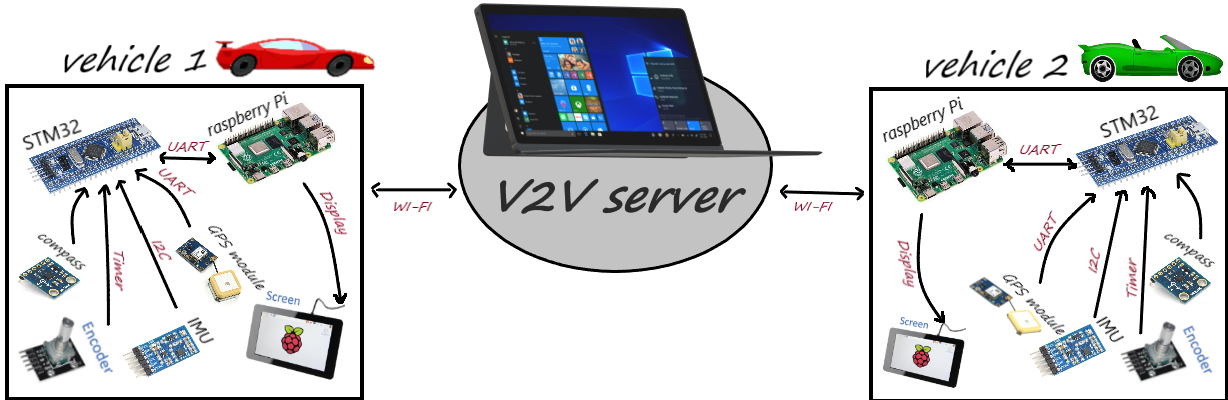 vehicle 1
STM32
raspberry Pi
UART
UART
Display
compass
Timer
I2C
GPS module
Screen
Encoder
IMU
WI-FI
V2V server
WI-FI
vehicle 2
raspberry Pi
STM32
UART
UART
Display
I2C
Timer
compass
GPS module
Screen
IMU
Encoder